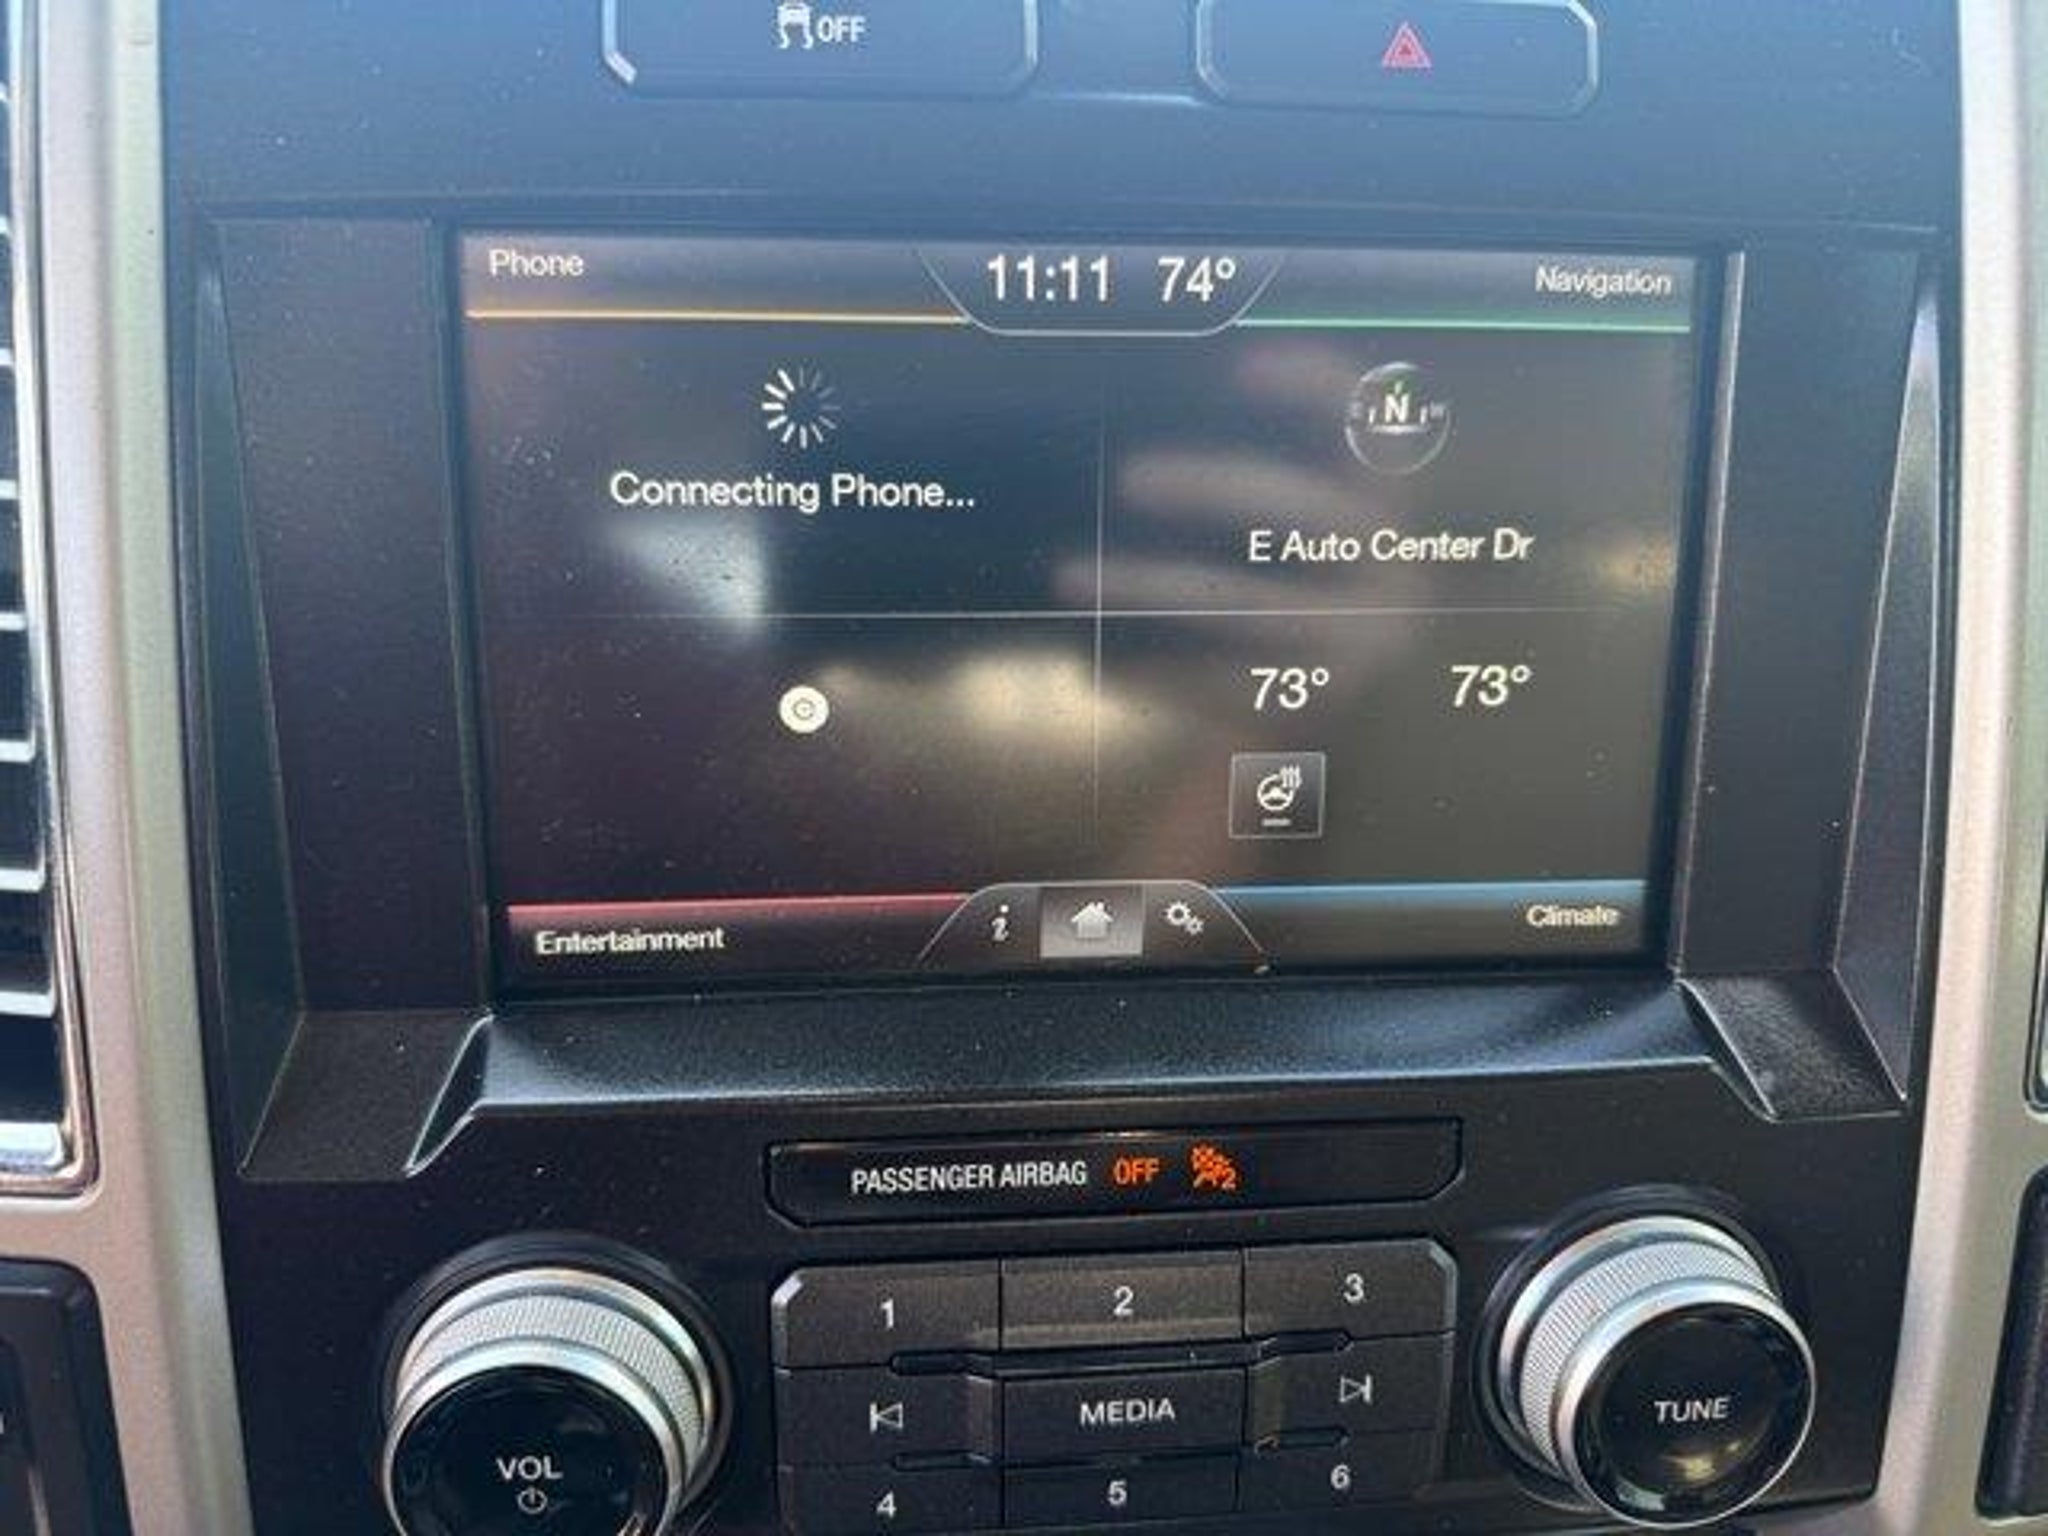 OFF
Phone
11:11 74°
Navigation
Connecting Phone...
N
E Auto Center Dr
73° 73°
Entertainment
i
Climate
PASSENGER AIRBAG OFF 2
1
2
3
MEDIA
4
5
6
VOL
TUNE